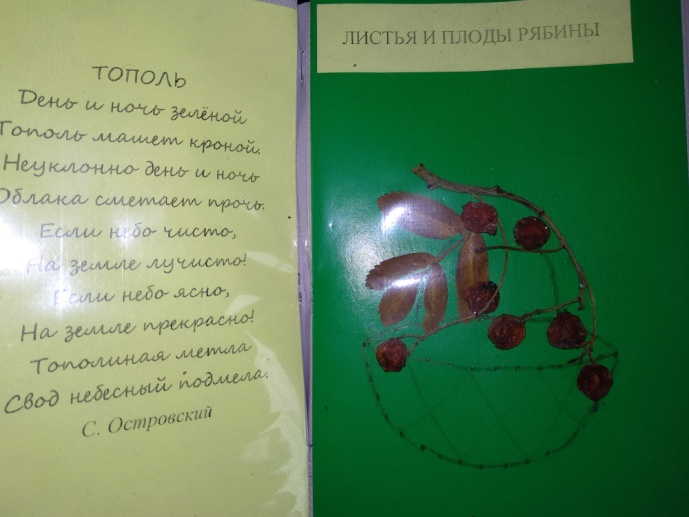 ТОПОЛЬ
День и ночь зелёной
Тополь машет кроной.
Неуклонно день и ночь
Облака сметает прочь.
Если небо чисто,
На земле лучисто!
Если небо ясно,
На земле прекрасно!
Тополиная метла
Свод небесный подмела.
С. Островский
ЛИСТЬЯ И ПЛОДЫ РЯБИНЫ